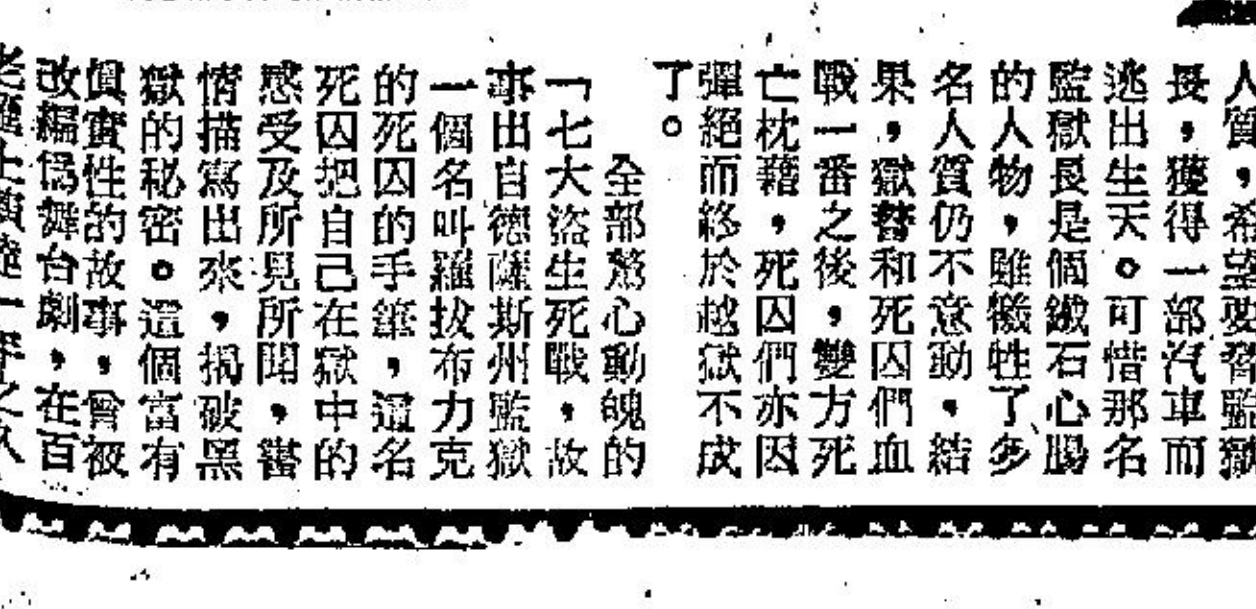 人質，希望要脅監獄
長，獲得一部汽車而
逃出生天。可惜那名
監獄長是個鐵石心腸
的人物，雖犧牲了多
名人質仍不意動，結
果，獄警和死囚們血
戰一番之後，雙方死
亡枕藉，死囚們亦因
彈絕而終於越獄不成
了。
全部驚心動魄的
「七大盜生死戰」，故
事出自德薩斯州監獄
一個名叫羅拔布力克
的死囚的手筆，這名
死囚把自己在獄中的
感受及所見所聞，盡
情描寫出來，揭破黑
獄的秘密。這個富有
眞實性的故事，曾被
改編爲舞台劇，在百
老滙上演達一季之久